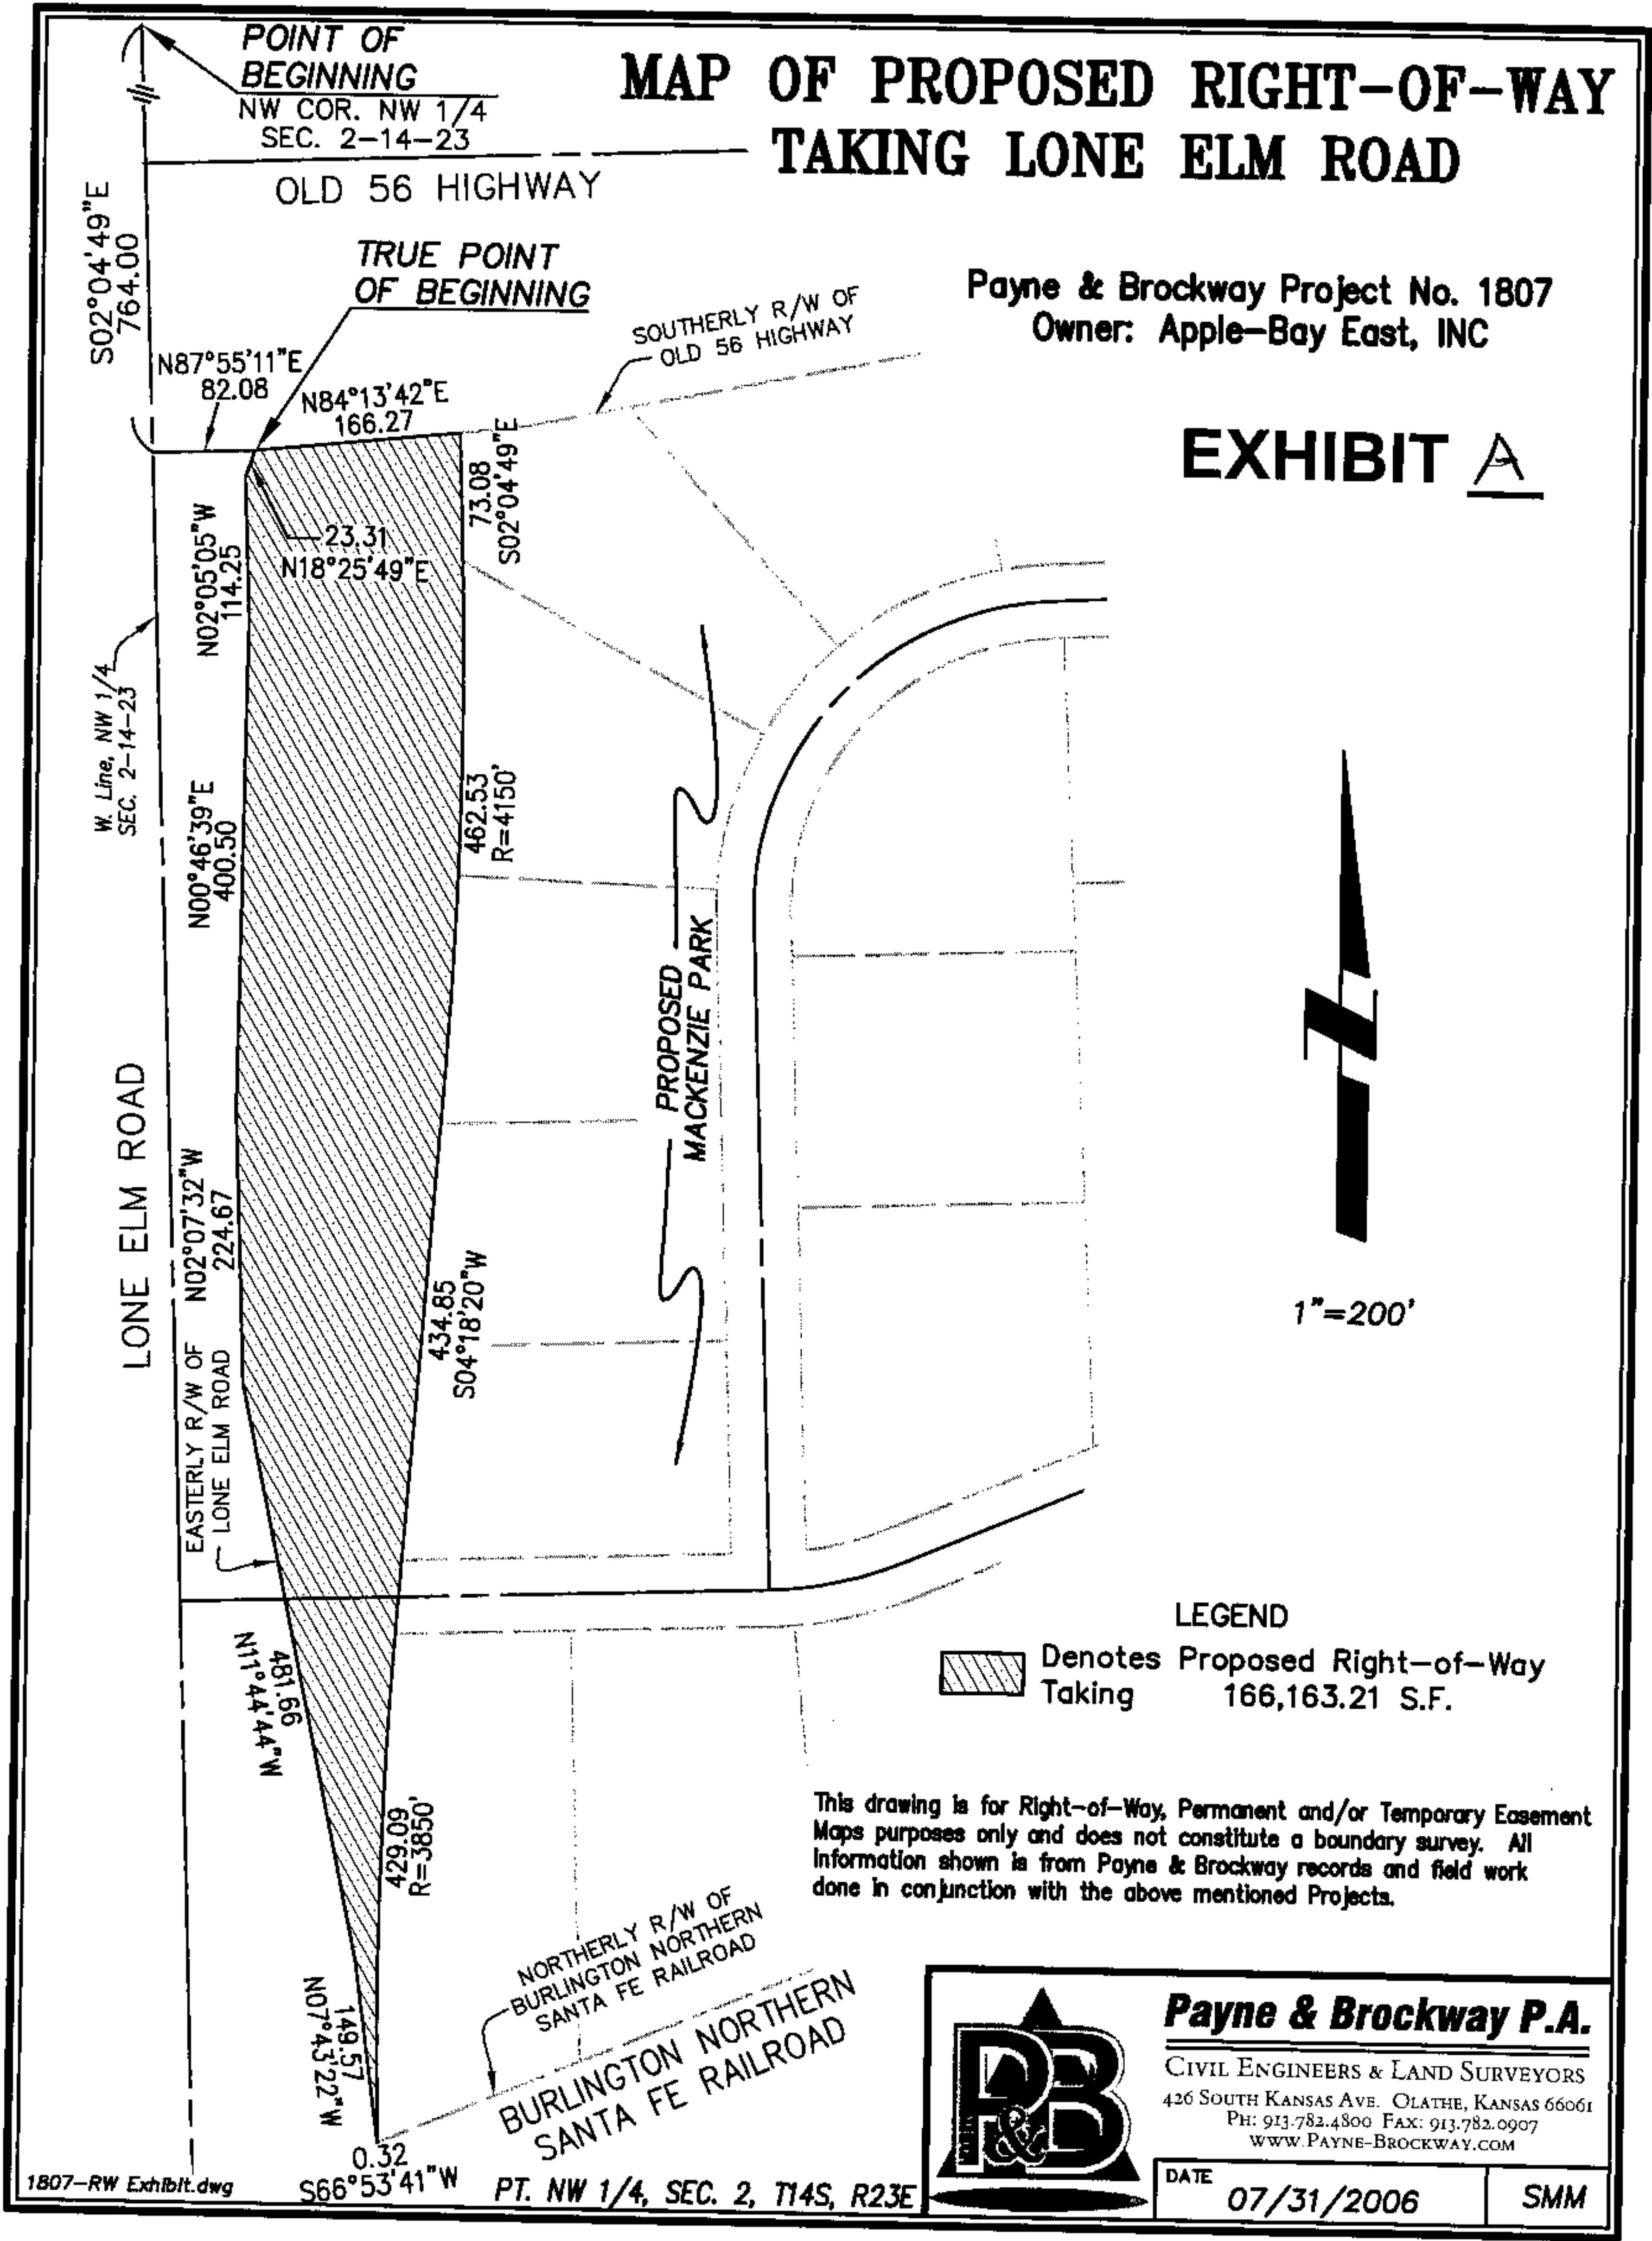 POINT OF
BEGINNING
NW COR. NW 1/4
SEC. 2-14-23
MAP OF PROPOSED RIGHT-OF-WAY
TAKING LONE ELM ROAD
OLD 56 HIGHWAY
S02°04'49"E
764.00
TRUE POINT
OF BEGINNING
Payne & Brockway Project No. 1807
Owner: Apple-Bay East, INC
SOUTHERLY R/W OF
OLD 56 HIGHWAY
N87°55'11"E
82.08
N84°13'42"E
166.27
EXHIBIT A
73.08
S02°04'49"E
23.31
N18°25'49"E
N02°05'05"W
114.25
W. Line, NW 1/4
SEC. 2-14-23
N00°46'39"E
400.50
462.53
R=4150'
PROPOSED
MACKENZIE PARK
LONE ELM ROAD
N02°07'32"W
224.67
434.85
S04°18'20"W
1"=200'
EASTERLY R/W OF
LONE ELM ROAD
LEGEND
Denotes Proposed Right-of-Way
Taking 166,163.21 S.F.
481.66
N11°44'44"W
429.09
R=3850'
This drawing is for Right-of-Way, Permanent and/or Temporary Easement
Maps purposes only and does not constitute a boundary survey. All
Information shown is from Payne & Brockway records and field work
done in conjunction with the above mentioned Projects.
NORTHERLY R/W OF
BURLINGTON NORTHERN
SANTA FE RAILROAD
BURLINGTON NORTHERN
SANTA FE RAILROAD
149.57
N07°43'22"W
0.32
S66°53'41"W
1807-RW Exhibit.dwg
PT. NW 1/4, SEC. 2, T14S, R23E
P&B
Payne & Brockway P.A.
CIVIL ENGINEERS & LAND SURVEYORS
426 SOUTH KANSAS AVE. OLATHE, KANSAS 66061
PH: 913.782.4800 FAX: 913.782.0907
WWW.PAYNE-BROCKWAY.COM
DATE
07/31/2006
SMM